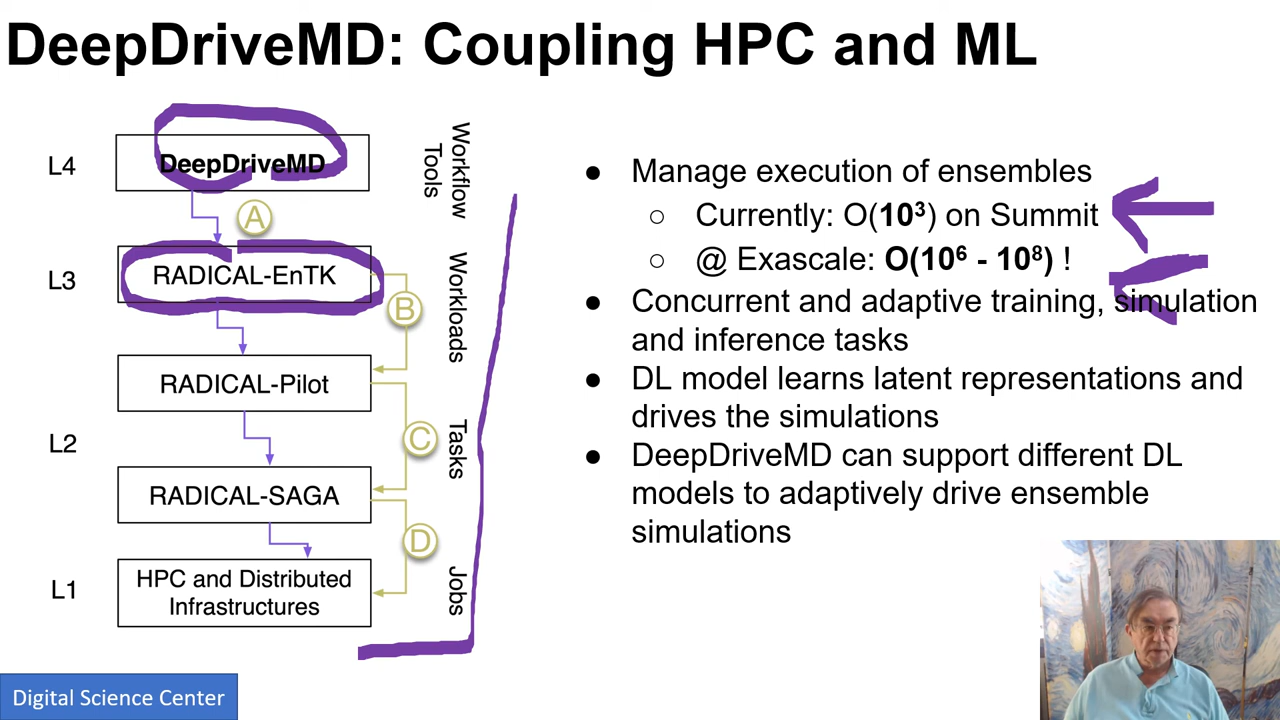 DeepDriveMD: Coupling HPC and ML
L4
DeepDriveMD
Workflow
Tools
A
L3
RADICAL-EnTK
B
Workloads
RADICAL-Pilot
L2
C
Tasks
RADICAL-SAGA
D
L1
HPC and Distributed
Infrastructures
Jobs
● Manage execution of ensembles
○ Currently: O(10³) on Summit
○ @ Exascale: O(10⁶ - 10⁸) !
● Concurrent and adaptive training, simulation
and inference tasks
● DL model learns latent representations and
drives the simulations
● DeepDriveMD can support different DL
models to adaptively drive ensemble
simulations
Digital Science Center